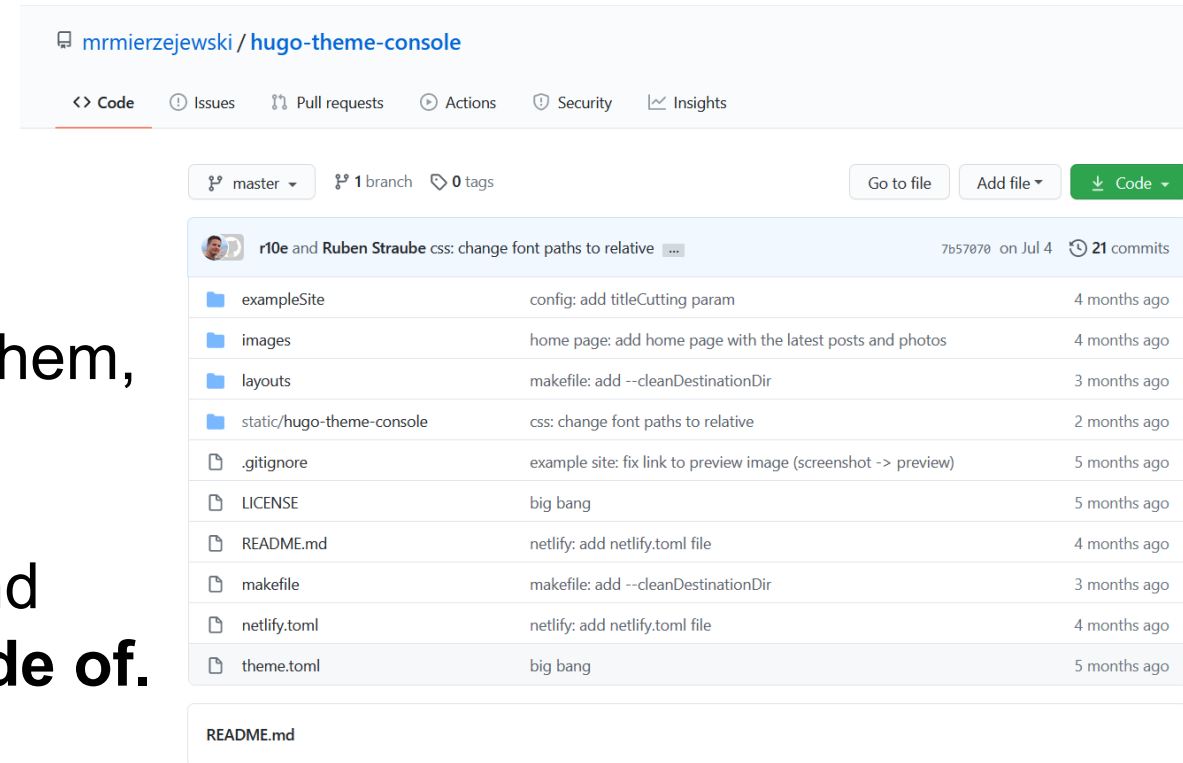 mrmierzejewski / hugo-theme-console
<> Code Issues Pull requests Actions Security Insights
master 1 branch 0 tags Go to file Add file Code
r10e and Ruben Straube css: change font paths to relative ... 7b57070 on Jul 4 21 commits
exampleSite config: add titleCutting param 4 months ago
images home page: add home page with the latest posts and photos 4 months ago
hem,
layouts makefile: add --cleanDestinationDir 3 months ago
static/hugo-theme-console css: change font paths to relative 2 months ago
.gitignore example site: fix link to preview image (screenshot -> preview) 5 months ago
LICENSE big bang 5 months ago
README.md netlify: add netlify.toml file 4 months ago
makefile makefile: add --cleanDestinationDir 3 months ago
d
netlify.toml netlify: add netlify.toml file 4 months ago
de of.
theme.toml big bang 5 months ago
README.md